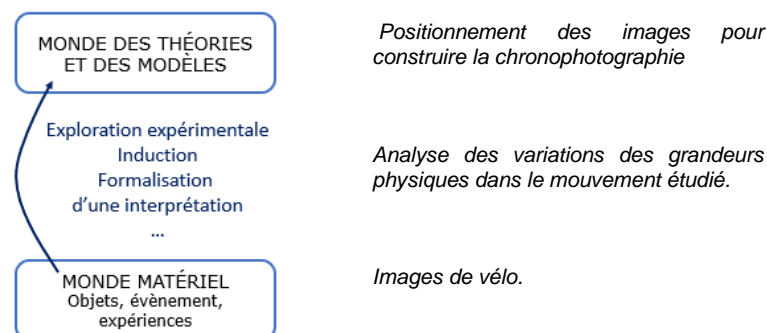 MONDE DES THÉORIES
ET DES MODÈLES
Positionnement des images pour
construire la chronophotographie
Exploration expérimentale
Induction
Formalisation
d'une interprétation
...
Analyse des variations des grandeurs
physiques dans le mouvement étudié.
MONDE MATÉRIEL
Objets, évènement,
expériences
Images de vélo.